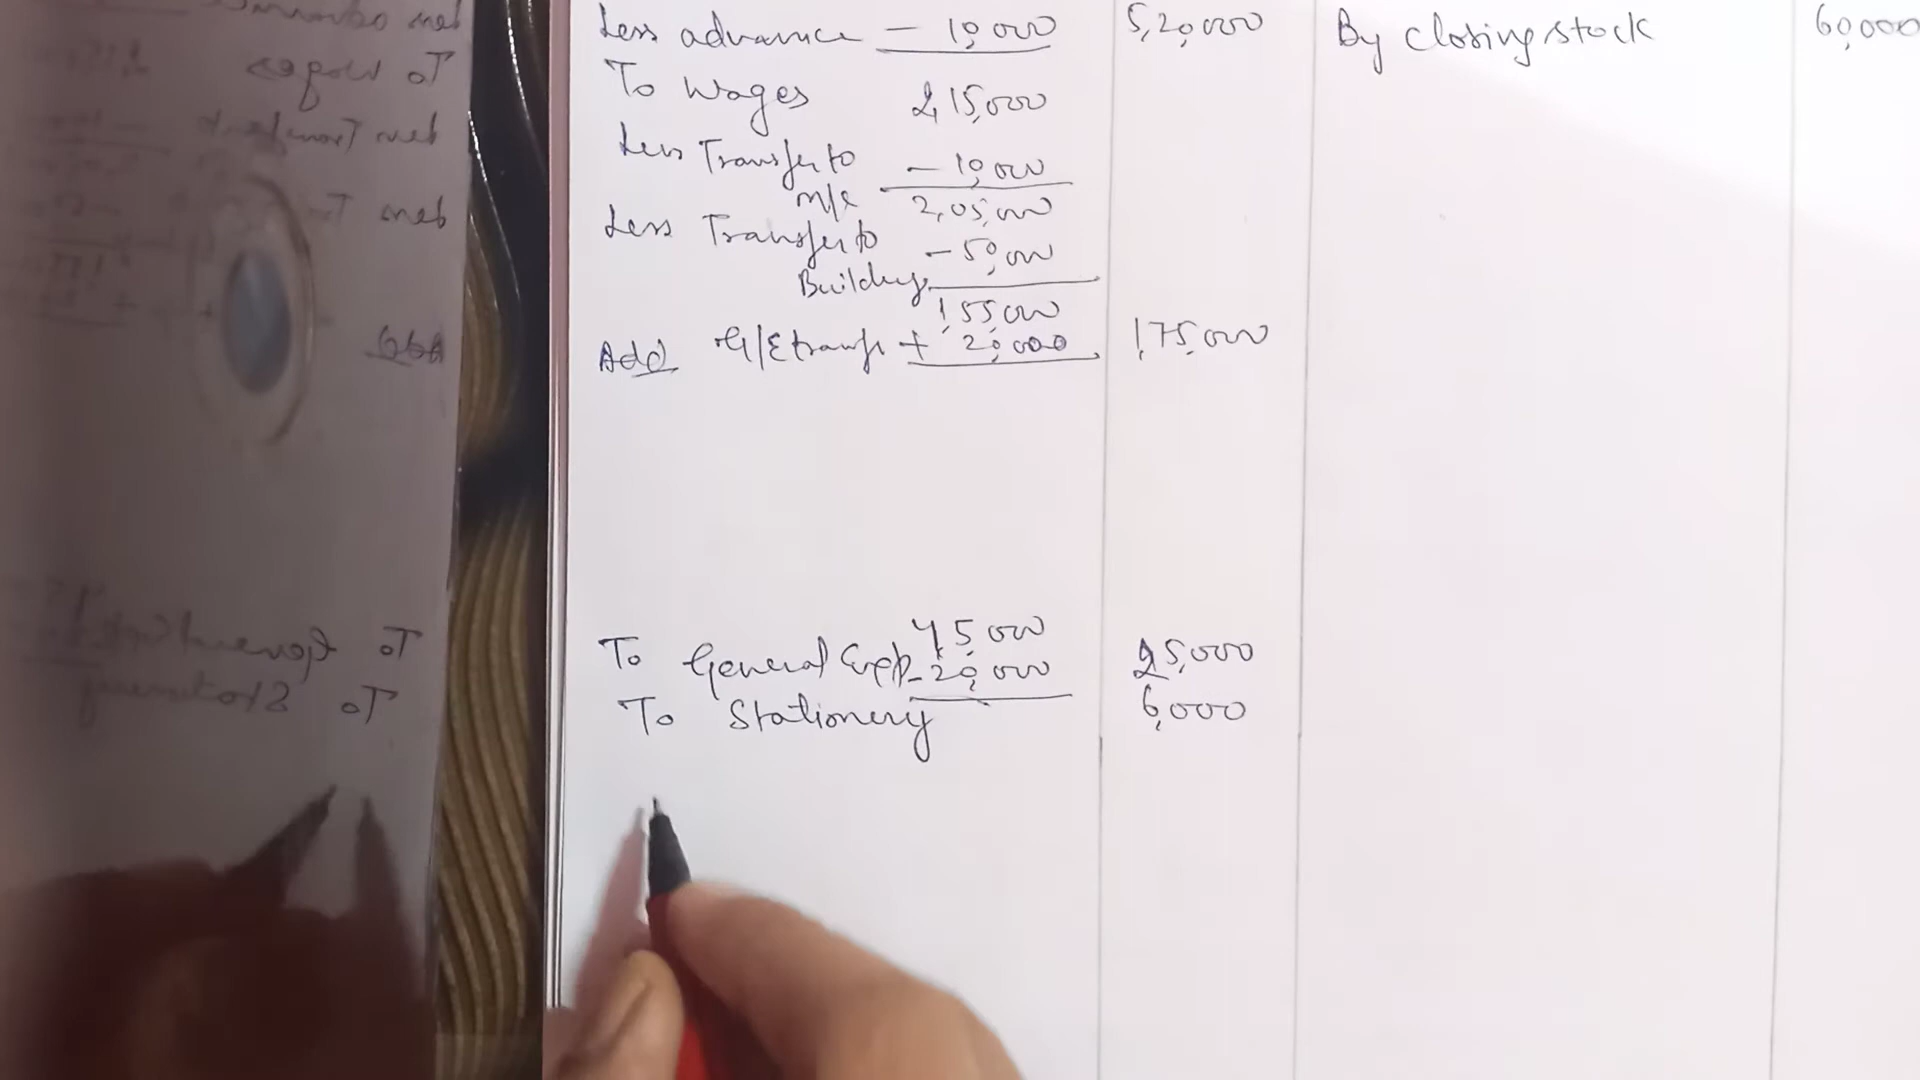 Less advance - 10,000 5,20,000 By closing stock 60,000
To Wages 2,15,000
Less Transfer to - 10,000
m/c 2,05,000
Less Transfer to - 50,000
Building
1,55,000
Add G/E transfr + 20,000 1,75,000
45,000
To General Exp. - 20,000 25,000
To Stationery 6,000